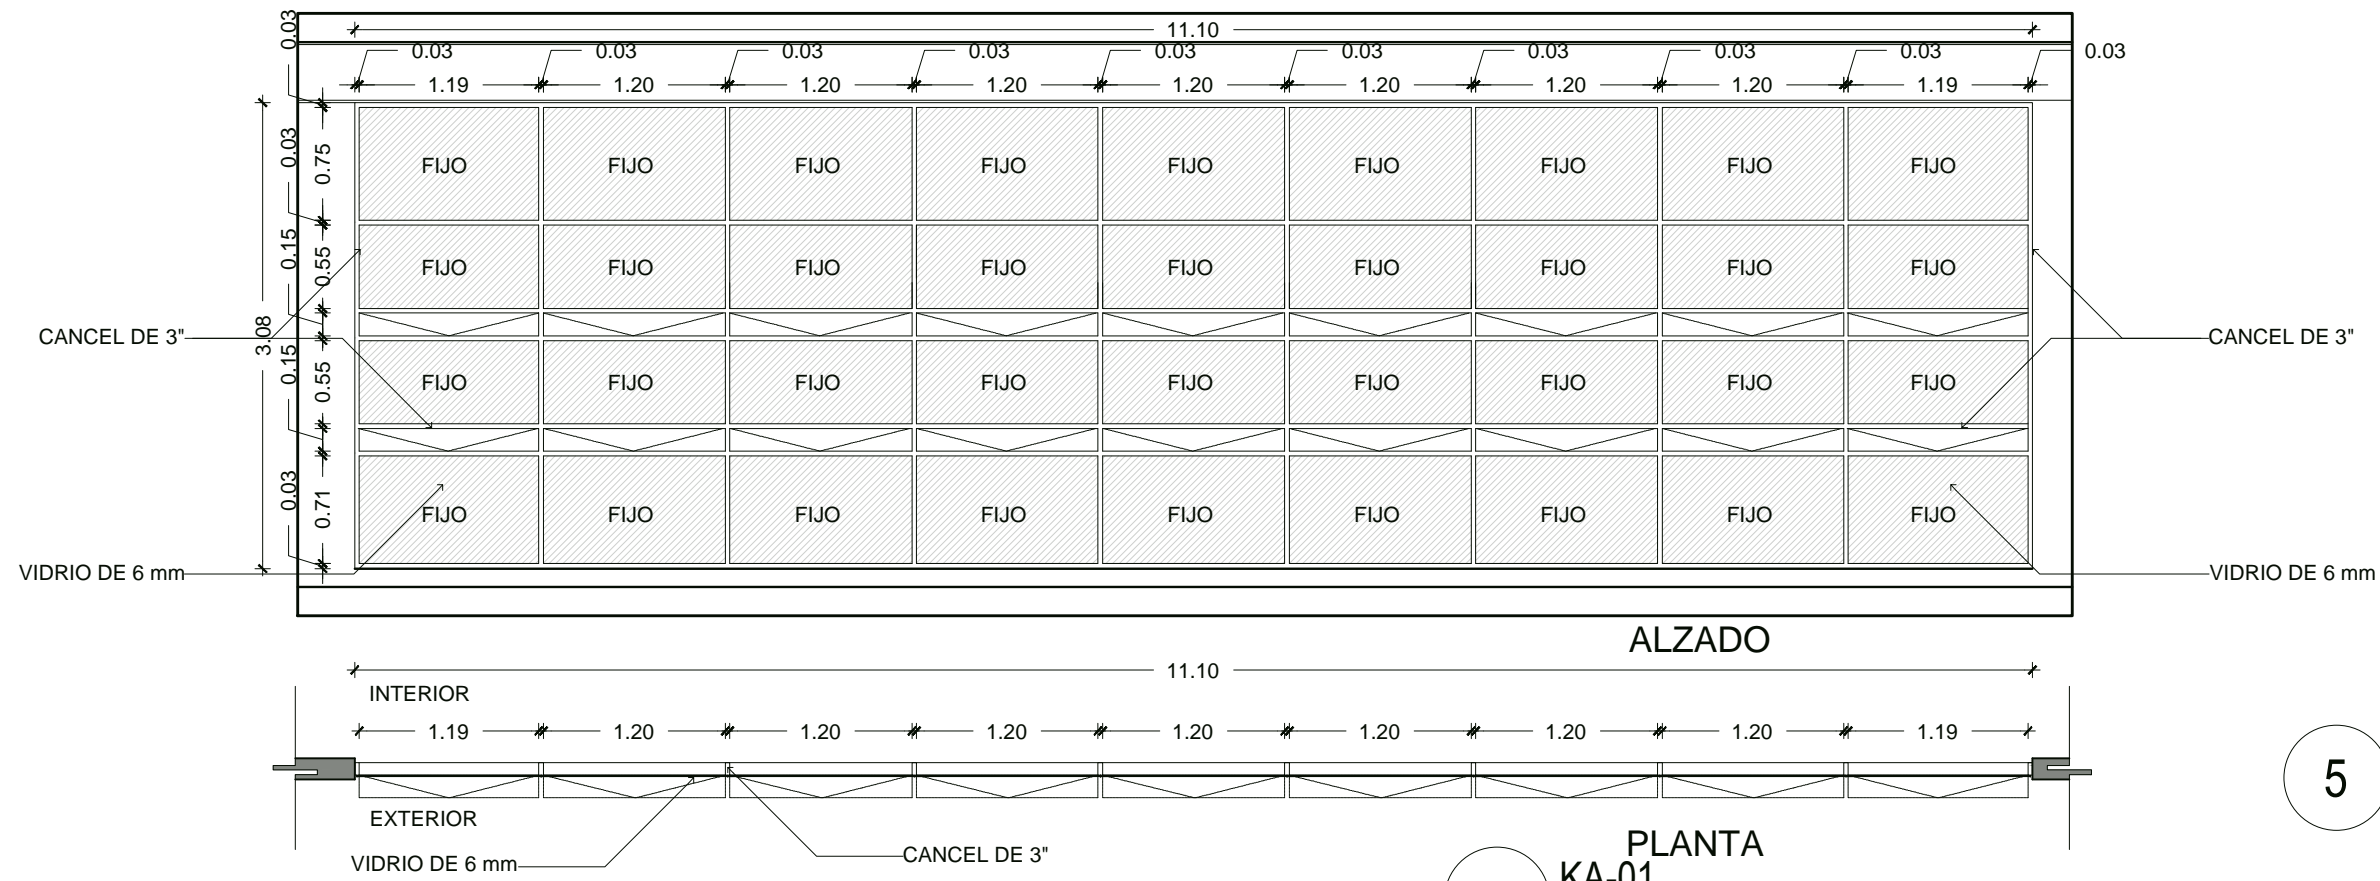 11.10
0.03 0.03 0.03 0.03 0.03 0.03 0.03 0.03 0.03 0.03
1.19 1.20 1.20 1.20 1.20 1.20 1.20 1.20 1.19
0.03
0.03
0.75
FIJO FIJO FIJO FIJO FIJO FIJO FIJO FIJO FIJO
0.15
0.55
FIJO FIJO FIJO FIJO FIJO FIJO FIJO FIJO FIJO
3.08
CANCEL DE 3"
CANCEL DE 3"
0.15
0.55
FIJO FIJO FIJO FIJO FIJO FIJO FIJO FIJO FIJO
0.03
0.71
FIJO FIJO FIJO FIJO FIJO FIJO FIJO FIJO FIJO
VIDRIO DE 6 mm
VIDRIO DE 6 mm
ALZADO
11.10
INTERIOR
1.19 1.20 1.20 1.20 1.20 1.20 1.20 1.20 1.19
5
EXTERIOR
VIDRIO DE 6 mm
CANCEL DE 3"
PLANTA
KA-01